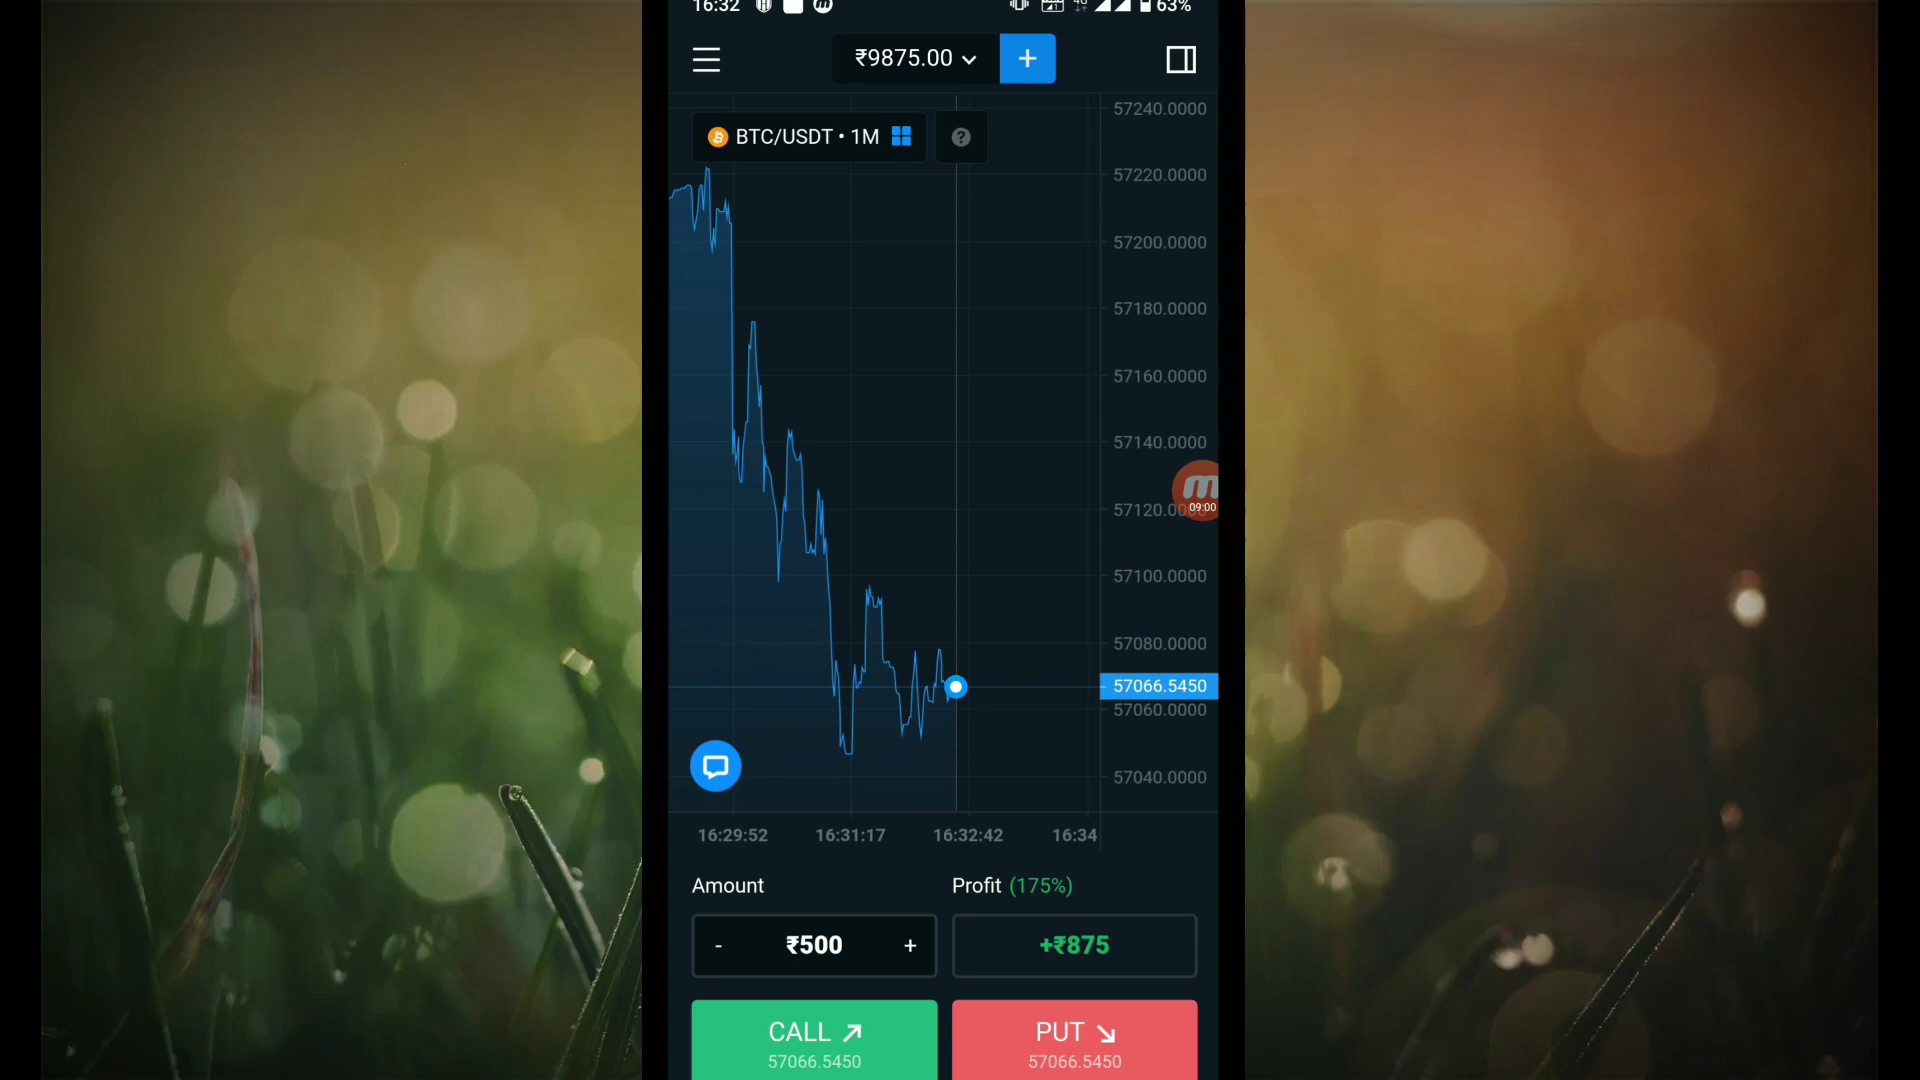 16:32
4G
63%
₹9875.00
+
BTC/USDT • 1M
?
57240.0000
57220.0000
57200.0000
57180.0000
57160.0000
57140.0000
57120.0000
57100.0000
57080.0000
57066.5450
57060.0000
57040.0000
m
09:00
16:29:52 16:31:17 16:32:42 16:34
Amount
Profit (175%)
- ₹500 +
+₹875
CALL
57066.5450
PUT
57066.5450